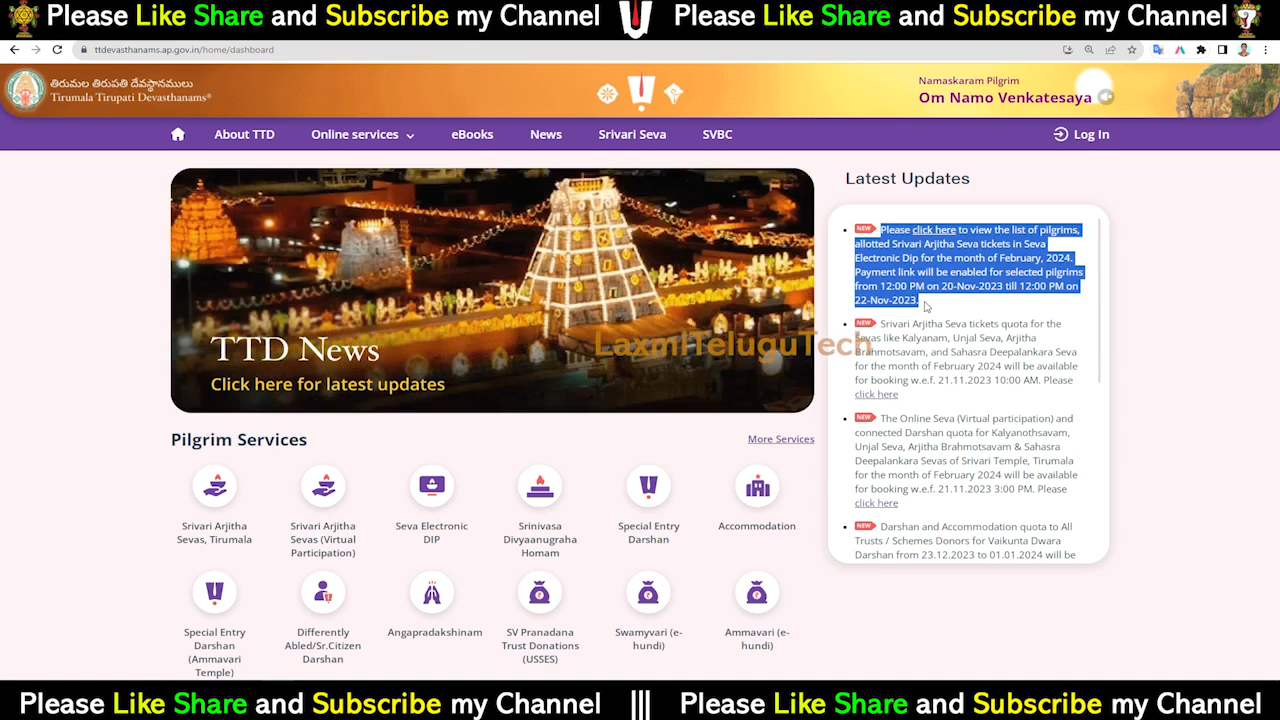 Please Like Share and Subscribe my Channel
Please Like Share and Subscribe my Channel
ttdevasthanams.ap.gov.in/home/dashboard
తిరుమల తిరుపతి దేవస్థానములు
Tirumala Tirupati Devasthanams®
Namaskaram Pilgrim
Om Namo Venkatesaya
About TTD
Online services
eBooks
News
Srivari Seva
SVBC
Log In
TTD News
Click here for latest updates
Latest Updates
NEW Please click here to view the list of pilgrims,
allotted Srivari Arjitha Seva tickets in Seva
Electronic Dip for the month of February, 2024.
Payment link will be enabled for selected pilgrims
from 12:00 PM on 20-Nov-2023 till 12:00 PM on
22-Nov-2023.
NEW Srivari Arjitha Seva tickets quota for the
Sevas like Kalyanam, Unjal Seva, Arjitha
Brahmotsavam, and Sahasra Deepalankara Seva
for the month of February 2024 will be available
for booking w.e.f. 21.11.2023 10:00 AM. Please
click here
NEW The Online Seva (Virtual participation) and
connected Darshan quota for Kalyanothsavam,
Unjal Seva, Arjitha Brahmotsavam & Sahasra
Deepalankara Sevas of Srivari Temple, Tirumala
for the month of February 2024 will be available
for booking w.e.f. 21.11.2023 3:00 PM. Please
click here
NEW Darshan and Accommodation quota to All
Trusts / Schemes Donors for Vaikunta Dwara
Darshan from 23.12.2023 to 01.01.2024 will be
LaxmiTeluguTech
Pilgrim Services
More Services
Srivari Arjitha
Sevas, Tirumala
Srivari Arjitha
Sevas (Virtual
Participation)
Seva Electronic
DIP
Srinivasa
Divyaanugraha
Homam
Special Entry
Darshan
Accommodation
Special Entry
Darshan
(Ammavari
Temple)
Differently
Abled/Sr.Citizen
Darshan
Angapradakshinam
SV Pranadana
Trust Donations
(USSES)
Swamyvari (e-
hundi)
Ammavari (e-
hundi)
Please Like Share and Subscribe my Channel
|||
Please Like Share and Subscribe my Channel